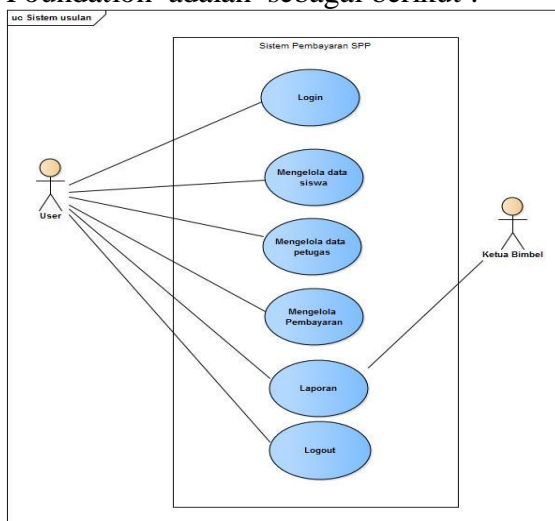 Foundation adalah sebagai berikut :
uc Sistem usulan
Sistem Pembayaran SPP
Login
Mengelola data
siswa
User
Mengelola data
petugas
Ketua Bimbel
Mengelola
Pembayaran
Laporan
Logout